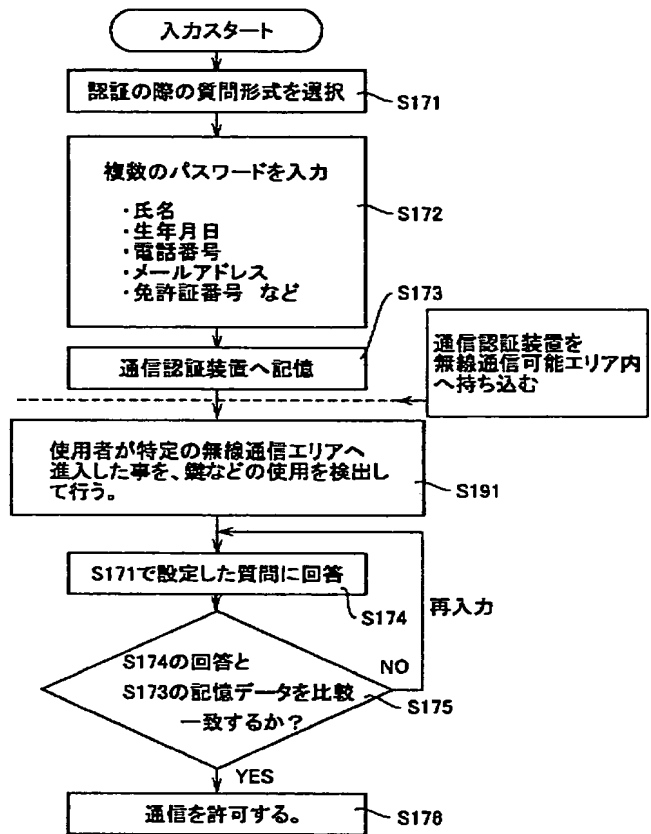 入力スタート
認証の際の質問形式を選択
S171
複数のパスワードを入力
・氏名
・生年月日
・電話番号
・メールアドレス
・免許証番号 など
S172
S173
通信認証装置へ記憶
通信認証装置を
無線通信可能エリア内
へ持ち込む
使用者が特定の無線通信エリアへ
進入した事を、鍵などの使用を検出し
て行う。
S191
S171で設定した質問に回答
S174
再入力
S174の回答と
S173の記憶データを比較
一致するか？
NO
S175
YES
通信を許可する。
S176